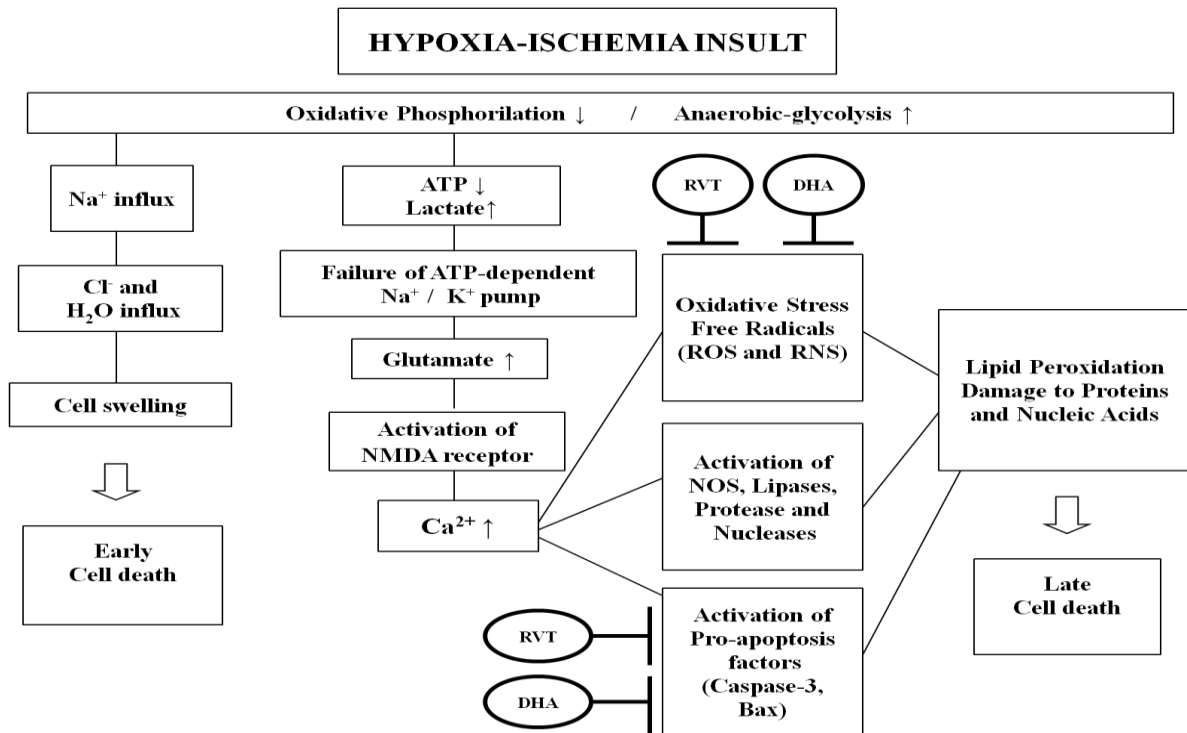 HYPOXIA-ISCHEMIA INSULT
Oxidative Phosphorilation ↓ / Anaerobic-glycolysis ↑
Na⁺ influx
Cl⁻ and
H₂O influx
Cell swelling
Early
Cell death
ATP ↓
Lactate↑
Failure of ATP-dependent
Na⁺ / K⁺ pump
Glutamate ↑
Activation of
NMDA receptor
Ca²⁺ ↑
RVT
DHA
Oxidative Stress
Free Radicals
(ROS and RNS)
Activation of
NOS, Lipases,
Protease and
Nucleases
RVT
DHA
Activation of
Pro-apoptosis
factors
(Caspase-3,
Bax)
Lipid Peroxidation
Damage to Proteins
and Nucleic Acids
Late
Cell death